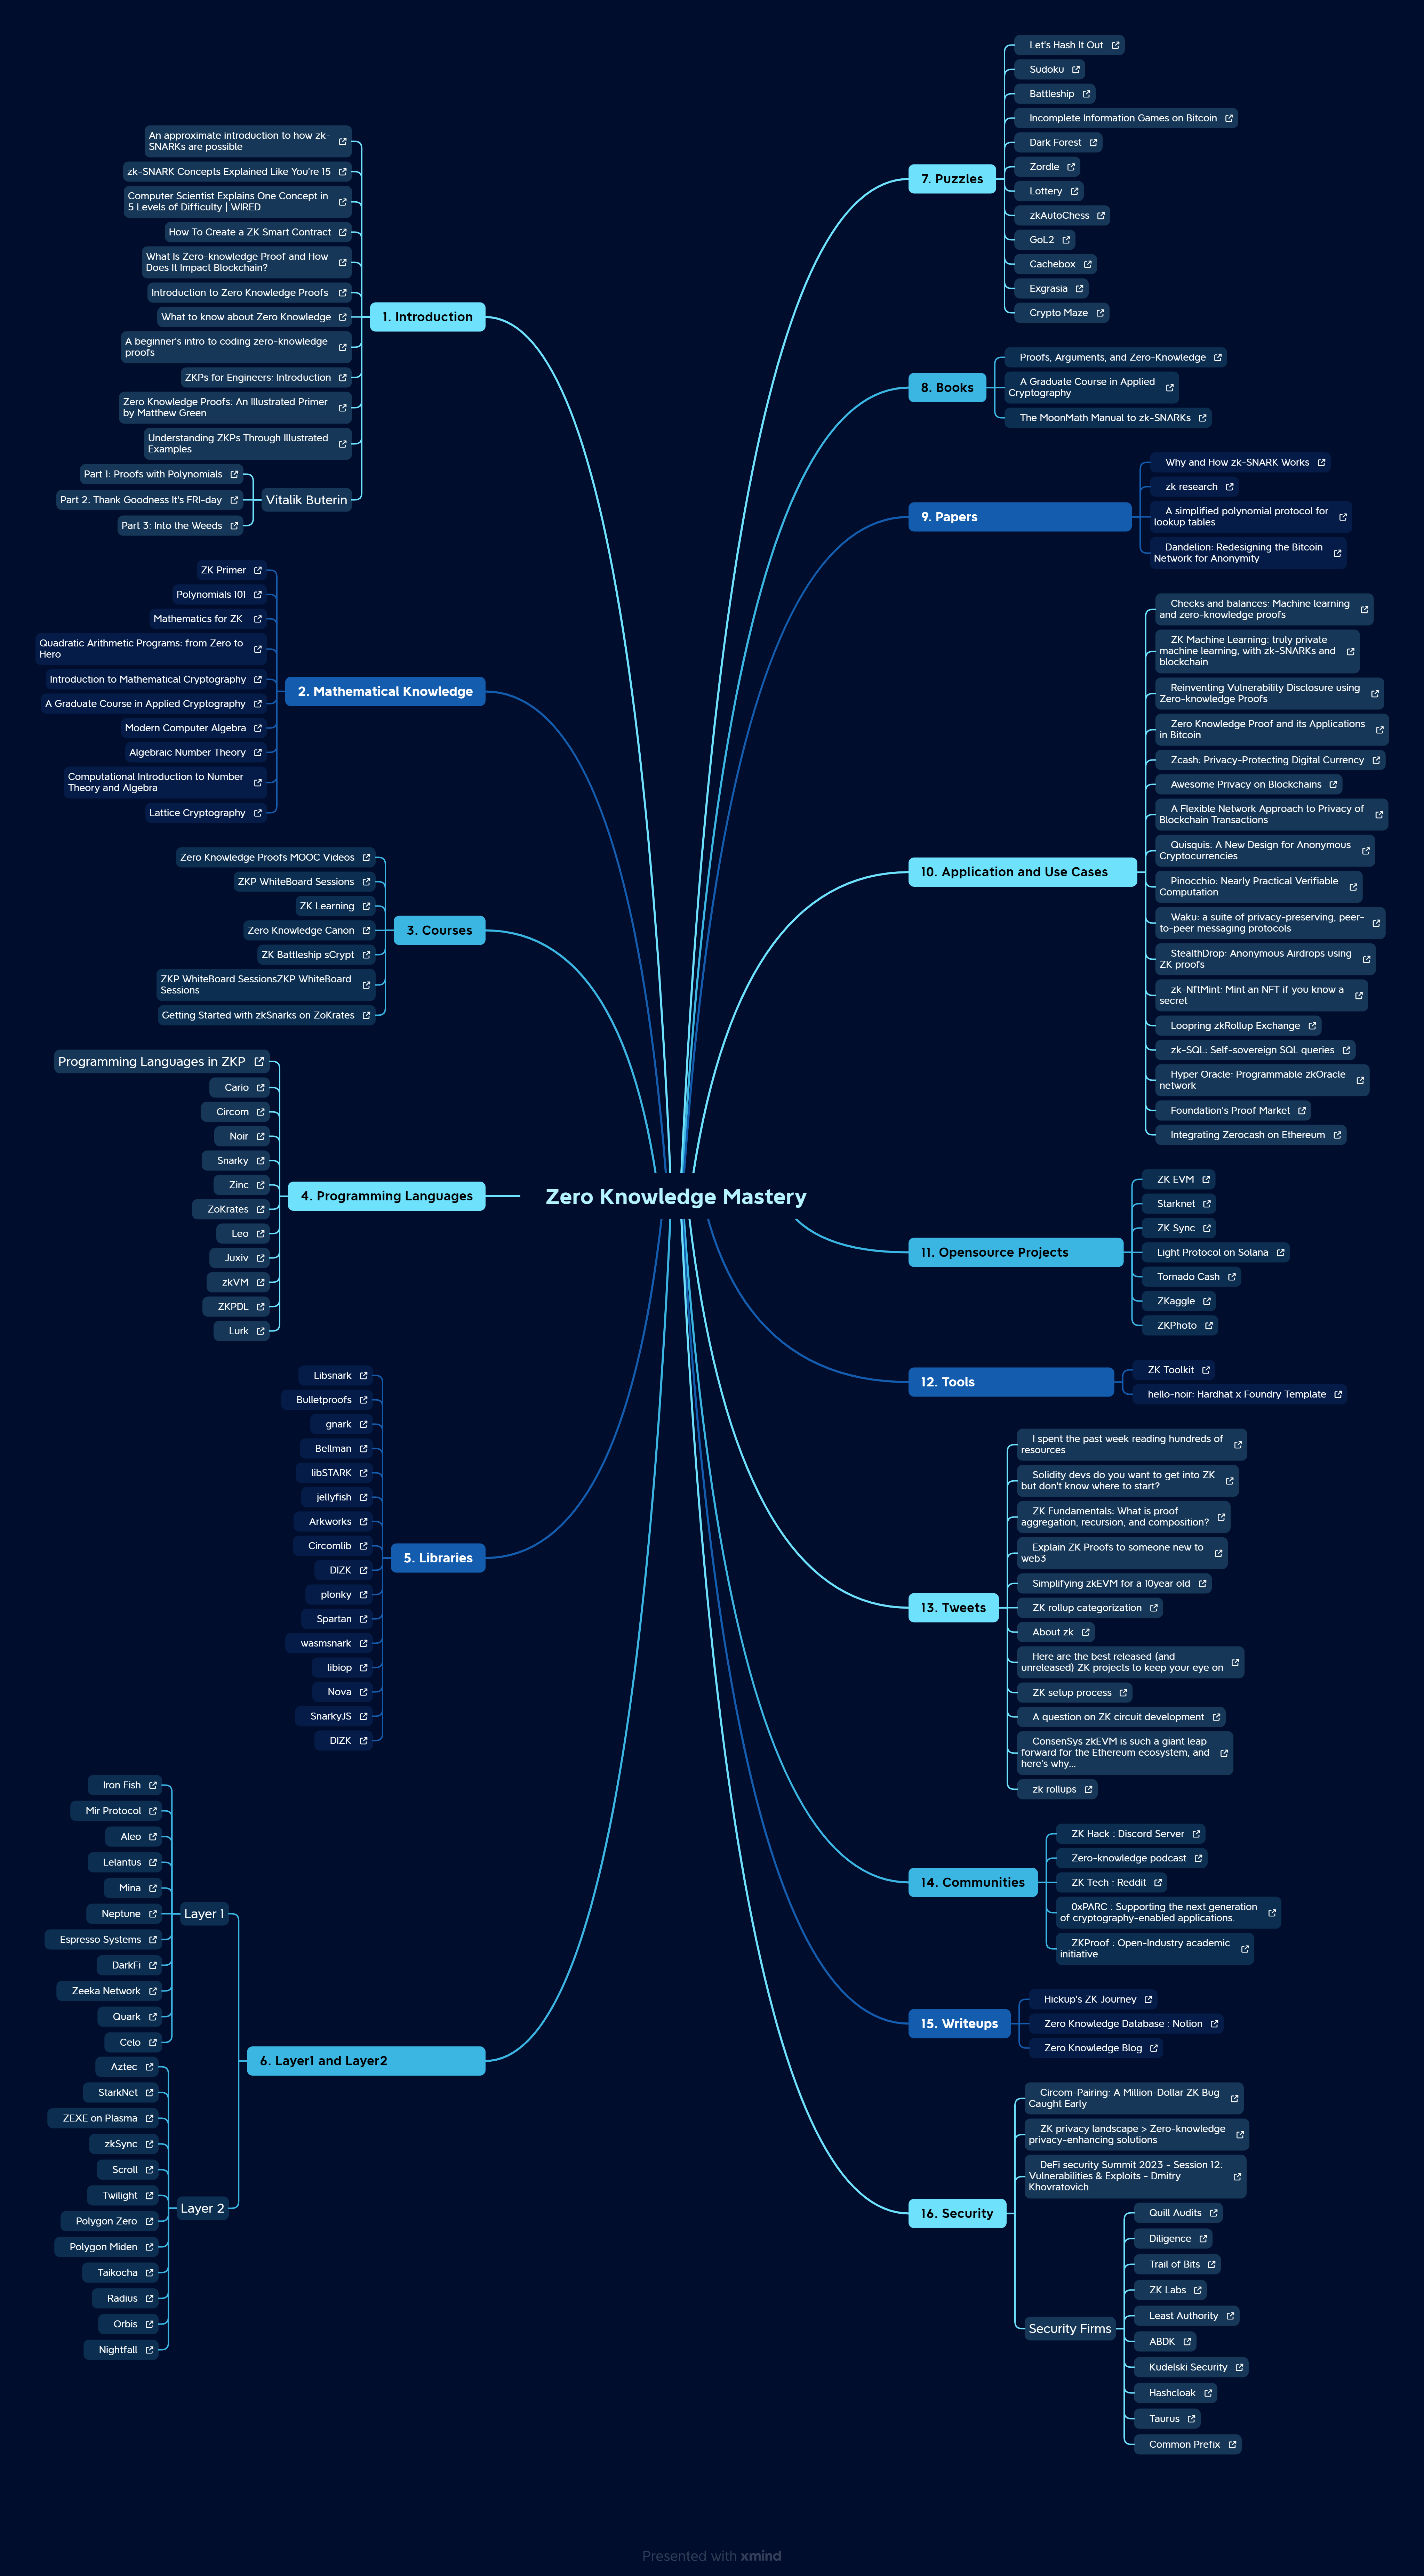 Zero Knowledge Mastery
1. Introduction
An approximate introduction to how zk-
SNARKs are possible
zk-SNARK Concepts Explained Like You're 15
Computer Scientist Explains One Concept in
5 Levels of Difficulty | WIRED
How To Create a ZK Smart Contract
What Is Zero-knowledge Proof and How
Does It Impact Blockchain?
Introduction to Zero Knowledge Proofs
What to know about Zero Knowledge
A beginner's intro to coding zero-knowledge
proofs
ZKPs for Engineers: Introduction
Zero Knowledge Proofs: An Illustrated Primer
by Matthew Green
Understanding ZKPs Through Illustrated
Examples
Vitalik Buterin
Part 1: Proofs with Polynomials
Part 2: Thank Goodness It's FRI-day
Part 3: Into the Weeds
2. Mathematical Knowledge
ZK Primer
Polynomials 101
Mathematics for ZK
Quadratic Arithmetic Programs: from Zero to
Hero
Introduction to Mathematical Cryptography
A Graduate Course in Applied Cryptography
Modern Computer Algebra
Algebraic Number Theory
Computational Introduction to Number
Theory and Algebra
Lattice Cryptography
3. Courses
Zero Knowledge Proofs MOOC Videos
ZKP WhiteBoard Sessions
ZK Learning
Zero Knowledge Canon
ZK Battleship sCrypt
ZKP WhiteBoard SessionsZKP WhiteBoard
Sessions
Getting Started with zkSnarks on ZoKrates
4. Programming Languages
Programming Languages in ZKP
Cario
Circom
Noir
Snarky
Zinc
ZoKrates
Leo
Juxiv
zkVM
ZKPDL
Lurk
5. Libraries
Libsnark
Bulletproofs
gnark
Bellman
libSTARK
jellyfish
Arkworks
Circomlib
DIZK
plonky
Spartan
wasmsnark
libiop
Nova
SnarkyJS
DIZK
6. Layer1 and Layer2
Layer 1
Iron Fish
Mir Protocol
Aleo
Lelantus
Mina
Neptune
Espresso Systems
DarkFi
Zeeka Network
Quark
Celo
Layer 2
Aztec
StarkNet
ZEXE on Plasma
zkSync
Scroll
Twilight
Polygon Zero
Polygon Miden
Taikocha
Radius
Orbis
Nightfall
7. Puzzles
Let's Hash It Out
Sudoku
Battleship
Incomplete Information Games on Bitcoin
Dark Forest
Zordle
Lottery
zkAutoChess
GoL2
Cachebox
Exgrasia
Crypto Maze
8. Books
Proofs, Arguments, and Zero-Knowledge
A Graduate Course in Applied
Cryptography
The MoonMath Manual to zk-SNARKs
9. Papers
Why and How zk-SNARK Works
zk research
A simplified polynomial protocol for
lookup tables
Dandelion: Redesigning the Bitcoin
Network for Anonymity
10. Application and Use Cases
Checks and balances: Machine learning
and zero-knowledge proofs
ZK Machine Learning: truly private
machine learning, with zk-SNARKs and
blockchain
Reinventing Vulnerability Disclosure using
Zero-knowledge Proofs
Zero Knowledge Proof and its Applications
in Bitcoin
Zcash: Privacy-Protecting Digital Currency
Awesome Privacy on Blockchains
A Flexible Network Approach to Privacy of
Blockchain Transactions
Quisquis: A New Design for Anonymous
Cryptocurrencies
Pinocchio: Nearly Practical Verifiable
Computation
Waku: a suite of privacy-preserving, peer-
to-peer messaging protocols
StealthDrop: Anonymous Airdrops using
ZK proofs
zk-NftMint: Mint an NFT if you know a
secret
Loopring zkRollup Exchange
zk-SQL: Self-sovereign SQL queries
Hyper Oracle: Programmable zkOracle
network
Foundation's Proof Market
Integrating Zerocash on Ethereum
11. Opensource Projects
ZK EVM
Starknet
ZK Sync
Light Protocol on Solana
Tornado Cash
ZKaggle
ZKPhoto
12. Tools
ZK Toolkit
hello-noir: Hardhat x Foundry Template
13. Tweets
I spent the past week reading hundreds of
resources
Solidity devs do you want to get into ZK
but don't know where to start?
ZK Fundamentals: What is proof
aggregation, recursion, and composition?
Explain ZK Proofs to someone new to
web3
Simplifying zkEVM for a 10year old
ZK rollup categorization
About zk
Here are the best released (and
unreleased) ZK projects to keep your eye on
ZK setup process
A question on ZK circuit development
ConsenSys zkEVM is such a giant leap
forward for the Ethereum ecosystem, and
here's why...
zk rollups
14. Communities
ZK Hack : Discord Server
Zero-knowledge podcast
ZK Tech : Reddit
0xPARC : Supporting the next generation
of cryptography-enabled applications.
ZKProof : Open-Industry academic
initiative
15. Writeups
Hickup's ZK Journey
Zero Knowledge Database : Notion
Zero Knowledge Blog
16. Security
Circom-Pairing: A Million-Dollar ZK Bug
Caught Early
ZK privacy landscape > Zero-knowledge
privacy-enhancing solutions
DeFi security Summit 2023 - Session 12:
Vulnerabilities & Exploits - Dmitry
Khovratovich
Security Firms
Quill Audits
Diligence
Trail of Bits
ZK Labs
Least Authority
ABDK
Kudelski Security
Hashcloak
Taurus
Common Prefix
Presented with xmind